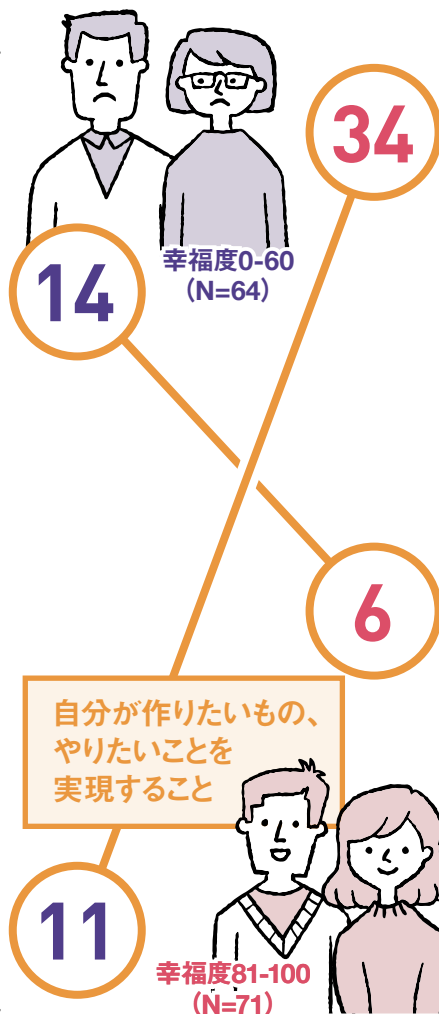 34
幸福度0-60
(N=64)
14
6
自分が作りたいもの、
やりたいことを
実現すること
11
幸福度81-100
(N=71)